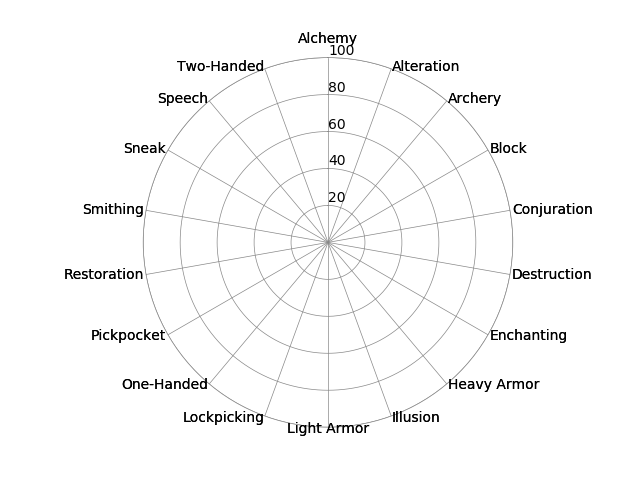 Alchemy
100
Two-Handed
Alteration
80
Speech
Archery
60
Sneak
Block
40
20
Smithing
Conjuration
Restoration
Destruction
Pickpocket
Enchanting
One-Handed
Heavy Armor
Lockpicking
Illusion
Light Armor